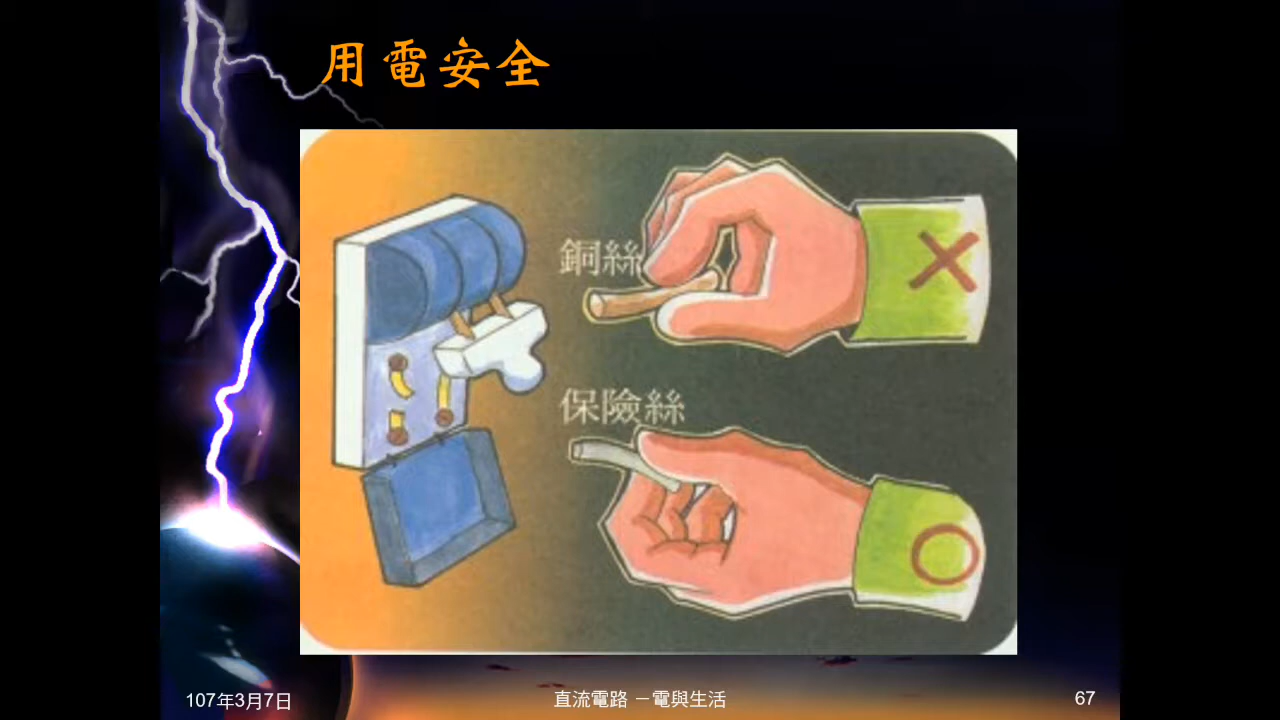 用電安全
銅絲
保險絲
107年3月7日
直流電路 －電與生活
67